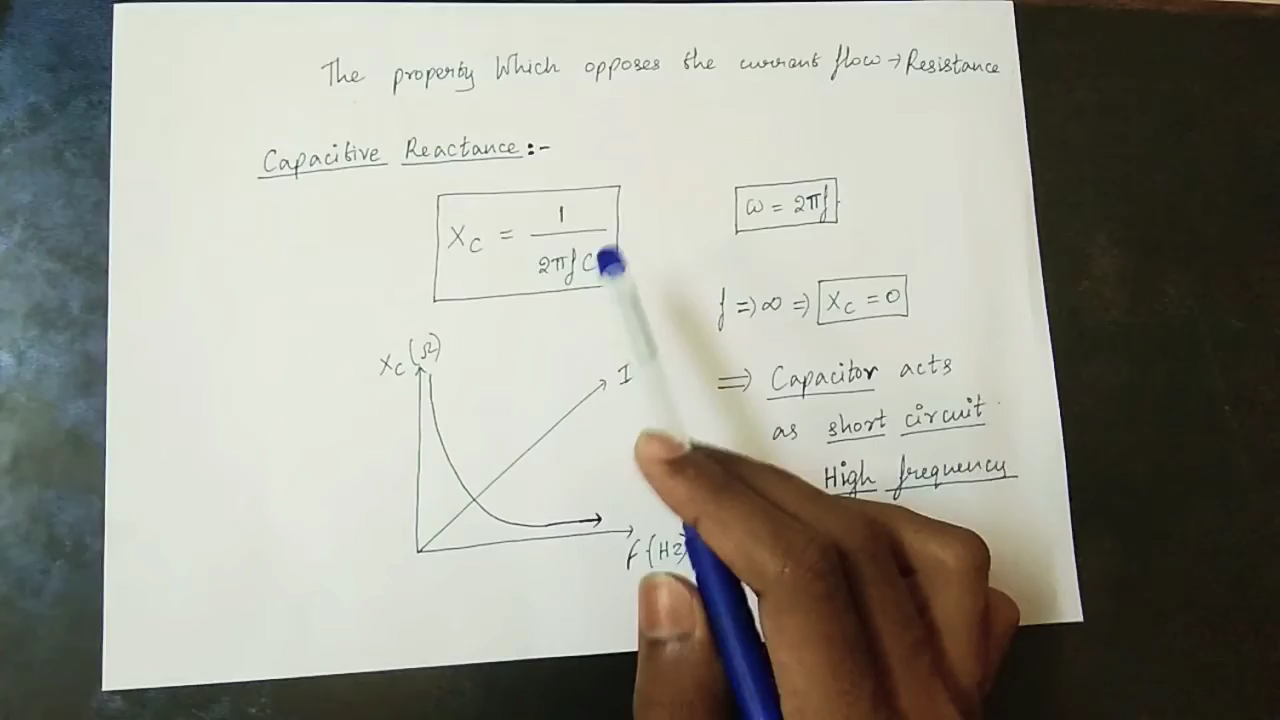 The property Which opposes the current flow → Resistance
Capacitive Reactance :-
X_C = 1 / 2πfC
ω = 2πf
f => ∞ => X_C = 0
=> Capacitor acts
as short circuit
High frequency
X_C (Ω)
I
f (HZ)